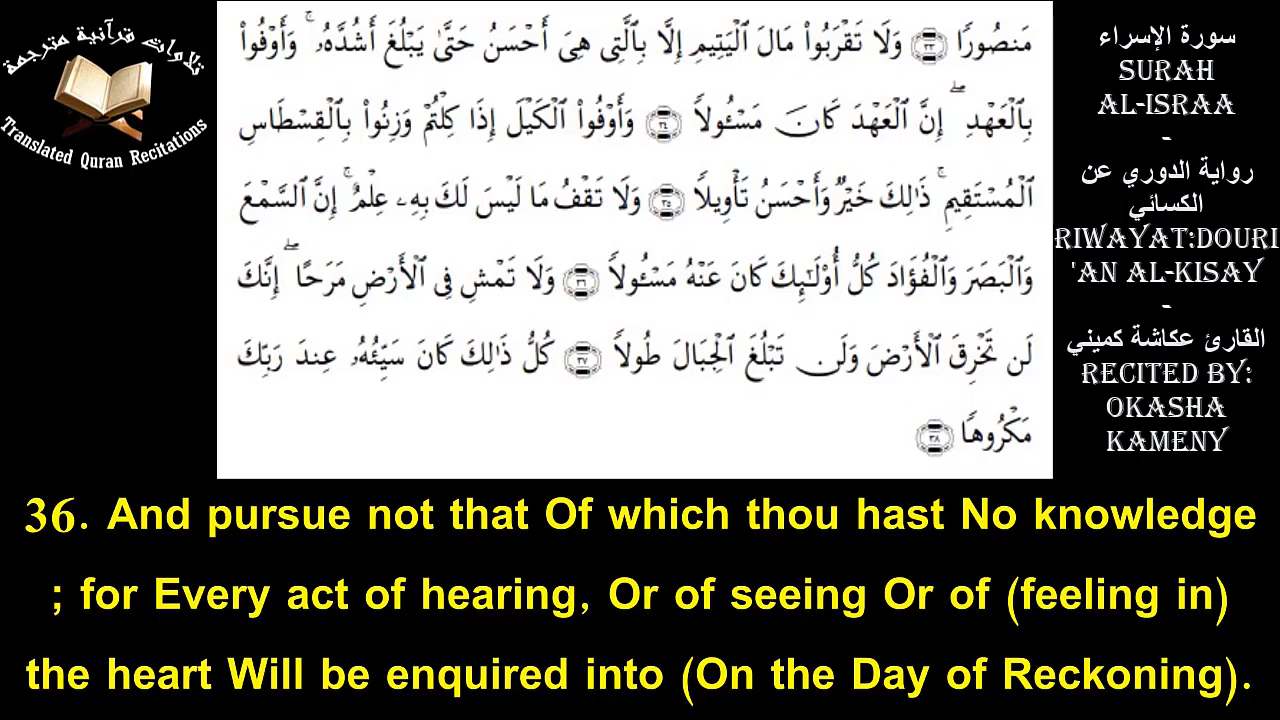 تلاوات قرآنية مترجمة
Translated Quran Recitations
مَنصُورًا ٣٣ وَلَا تَقْرَبُوا۟ مَالَ ٱلْيَتِيمِ إِلَّا بِٱلَّتِى هِىَ أَحْسَنُ حَتَّىٰ يَبْلُغَ أَشُدَّهُۥ ۚ وَأَوْفُوا۟
بِٱلْعَهْدِ ۖ إِنَّ ٱلْعَهْدَ كَانَ مَسْـُٔولًا ٣٤ وَأَوْفُوا۟ ٱلْكَيْلَ إِذَا كِلْتُمْ وَزِنُوا۟ بِٱلْقِسْطَاسِ
ٱلْمُسْتَقِيمِ ۚ ذَٰلِكَ خَيْرٌ وَأَحْسَنُ تَأْوِيلًا ٣٥ وَلَا تَقْفُ مَا لَيْسَ لَكَ بِهِۦ عِلْمٌ ۚ إِنَّ ٱلسَّمْعَ
وَٱلْبَصَرَ وَٱلْفُؤَادَ كُلُّ أُو۟لَـٰٓئِكَ كَانَ عَنْهُ مَسْـُٔولًا ٣٦ وَلَا تَمْشِ فِى ٱلْأَرْضِ مَرَحًا ۖ إِنَّكَ
لَن تَخْرِقَ ٱلْأَرْضَ وَلَن تَبْلُغَ ٱلْجِبَالَ طُولًا ٣٧ كُلُّ ذَٰلِكَ كَانَ سَيِّئُهُۥ عِندَ رَبِّكَ
مَكْرُوهًا ٣٨
سورة الإسراء
SURAH
AL-ISRAA
-
رواية الدوري عن
الكسائي
RIWAYAT:DOURI
'AN AL-KISAY
-
القارئ عكاشة كميني
RECITED BY:
OKASHA
KAMENY
36. And pursue not that Of which thou hast No knowledge
; for Every act of hearing, Or of seeing Or of (feeling in)
the heart Will be enquired into (On the Day of Reckoning).